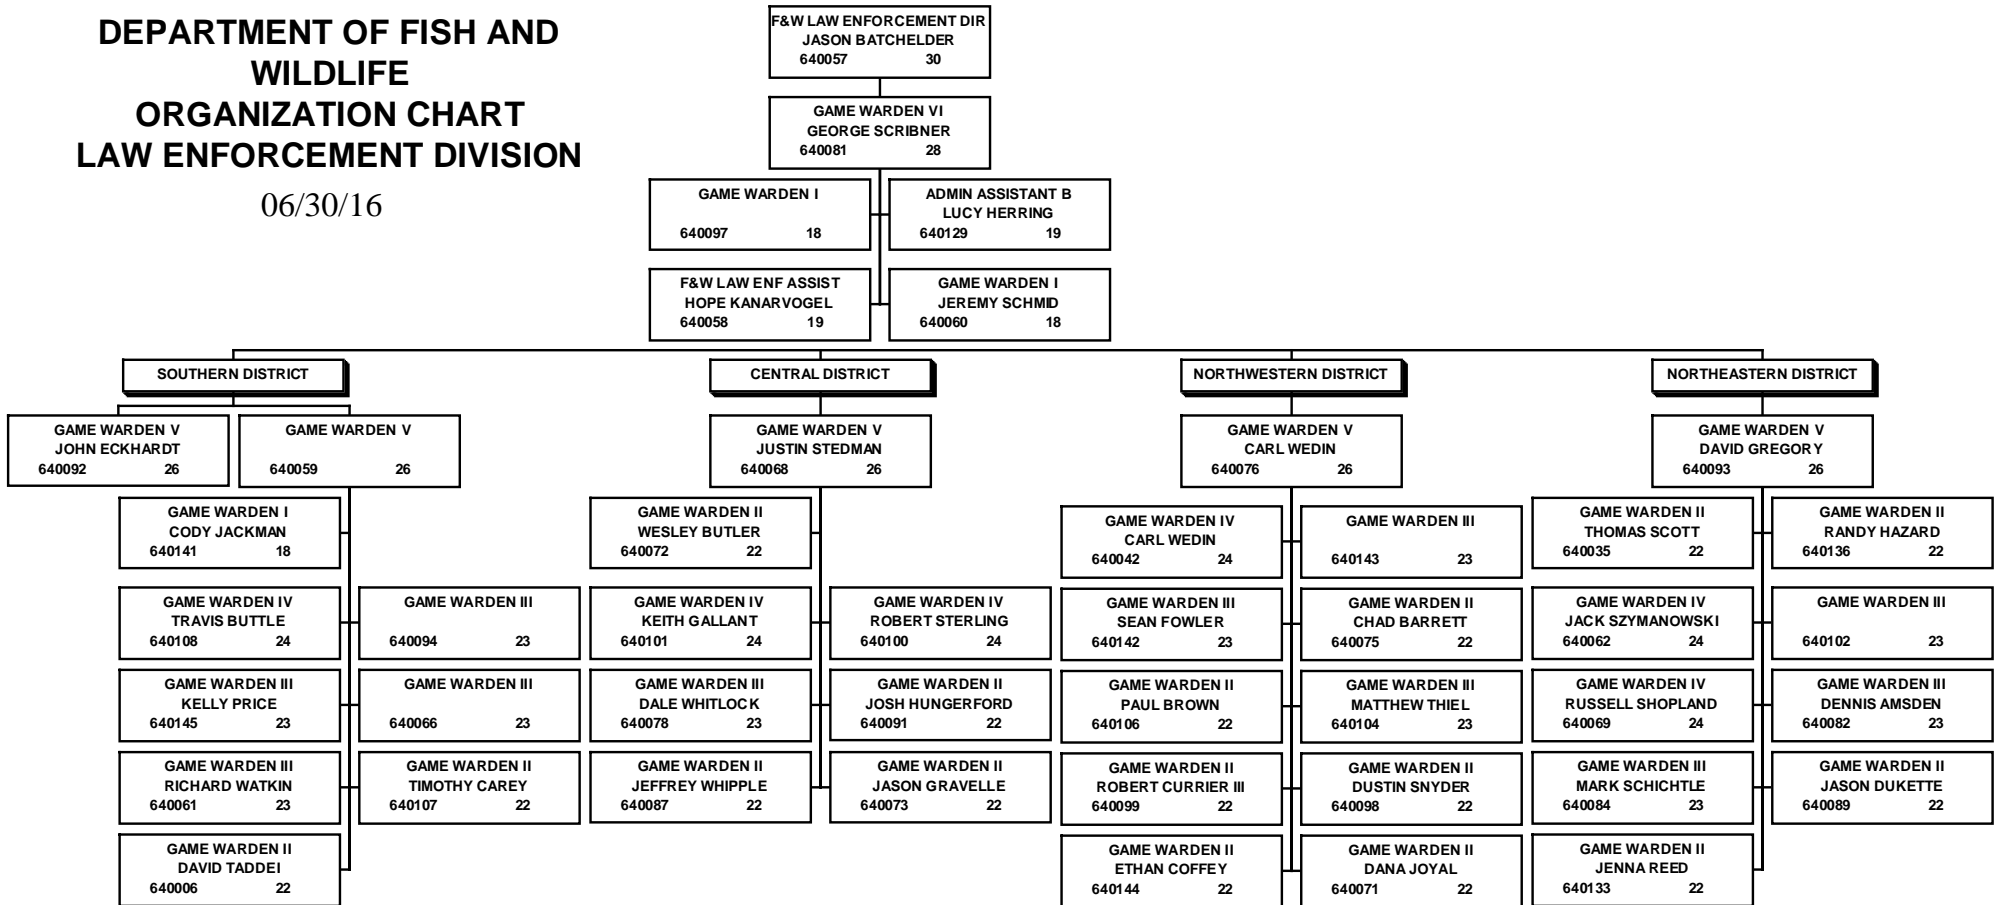 DEPARTMENT OF FISH AND
WILDLIFE
ORGANIZATION CHART
LAW ENFORCEMENT DIVISION
06/30/16
F&W LAW ENFORCEMENT DIR
JASON BATCHELDER
640057 30
GAME WARDEN VI
GEORGE SCRIBNER
640081 28
GAME WARDEN I
640097 18
ADMIN ASSISTANT B
LUCY HERRING
640129 19
F&W LAW ENF ASSIST
HOPE KANARVOGEL
640058 19
GAME WARDEN I
JEREMY SCHMID
640060 18
SOUTHERN DISTRICT
GAME WARDEN V
JOHN ECKHARDT
640092 26
GAME WARDEN V
640059 26
GAME WARDEN I
CODY JACKMAN
640141 18
GAME WARDEN IV
TRAVIS BUTTLE
640108 24
GAME WARDEN III
640094 23
GAME WARDEN III
KELLY PRICE
640145 23
GAME WARDEN III
640066 23
GAME WARDEN III
RICHARD WATKIN
640061 23
GAME WARDEN II
TIMOTHY CAREY
640107 22
GAME WARDEN II
DAVID TADDEI
640006 22
CENTRAL DISTRICT
GAME WARDEN V
JUSTIN STEDMAN
640068 26
GAME WARDEN II
WESLEY BUTLER
640072 22
GAME WARDEN IV
KEITH GALLANT
640101 24
GAME WARDEN IV
ROBERT STERLING
640100 24
GAME WARDEN III
DALE WHITLOCK
640078 23
GAME WARDEN II
JOSH HUNGERFORD
640091 22
GAME WARDEN II
JEFFREY WHIPPLE
640087 22
GAME WARDEN II
JASON GRAVELLE
640073 22
NORTHWESTERN DISTRICT
GAME WARDEN V
CARL WEDIN
640076 26
GAME WARDEN IV
CARL WEDIN
640042 24
GAME WARDEN III
640143 23
GAME WARDEN III
SEAN FOWLER
640142 23
GAME WARDEN II
CHAD BARRETT
640075 22
GAME WARDEN II
PAUL BROWN
640106 22
GAME WARDEN III
MATTHEW THIEL
640104 23
GAME WARDEN II
ROBERT CURRIER III
640099 22
GAME WARDEN II
DUSTIN SNYDER
640098 22
GAME WARDEN II
ETHAN COFFEY
640144 22
GAME WARDEN II
DANA JOYAL
640071 22
NORTHEASTERN DISTRICT
GAME WARDEN V
DAVID GREGORY
640093 26
GAME WARDEN II
THOMAS SCOTT
640035 22
GAME WARDEN II
RANDY HAZARD
640136 22
GAME WARDEN IV
JACK SZYMANOWSKI
640062 24
GAME WARDEN III
640102 23
GAME WARDEN IV
RUSSELL SHOPLAND
640069 24
GAME WARDEN III
DENNIS AMSDEN
640082 23
GAME WARDEN III
MARK SCHICHTLE
640084 23
GAME WARDEN II
JASON DUKETTE
640089 22
GAME WARDEN II
JENNA REED
640133 22